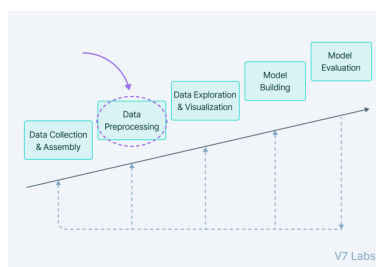 Data Collection
& Assembly
Data
Preprocessing
Data Exploration
& Visualization
Model
Building
Model
Evaluation
V7 Labs